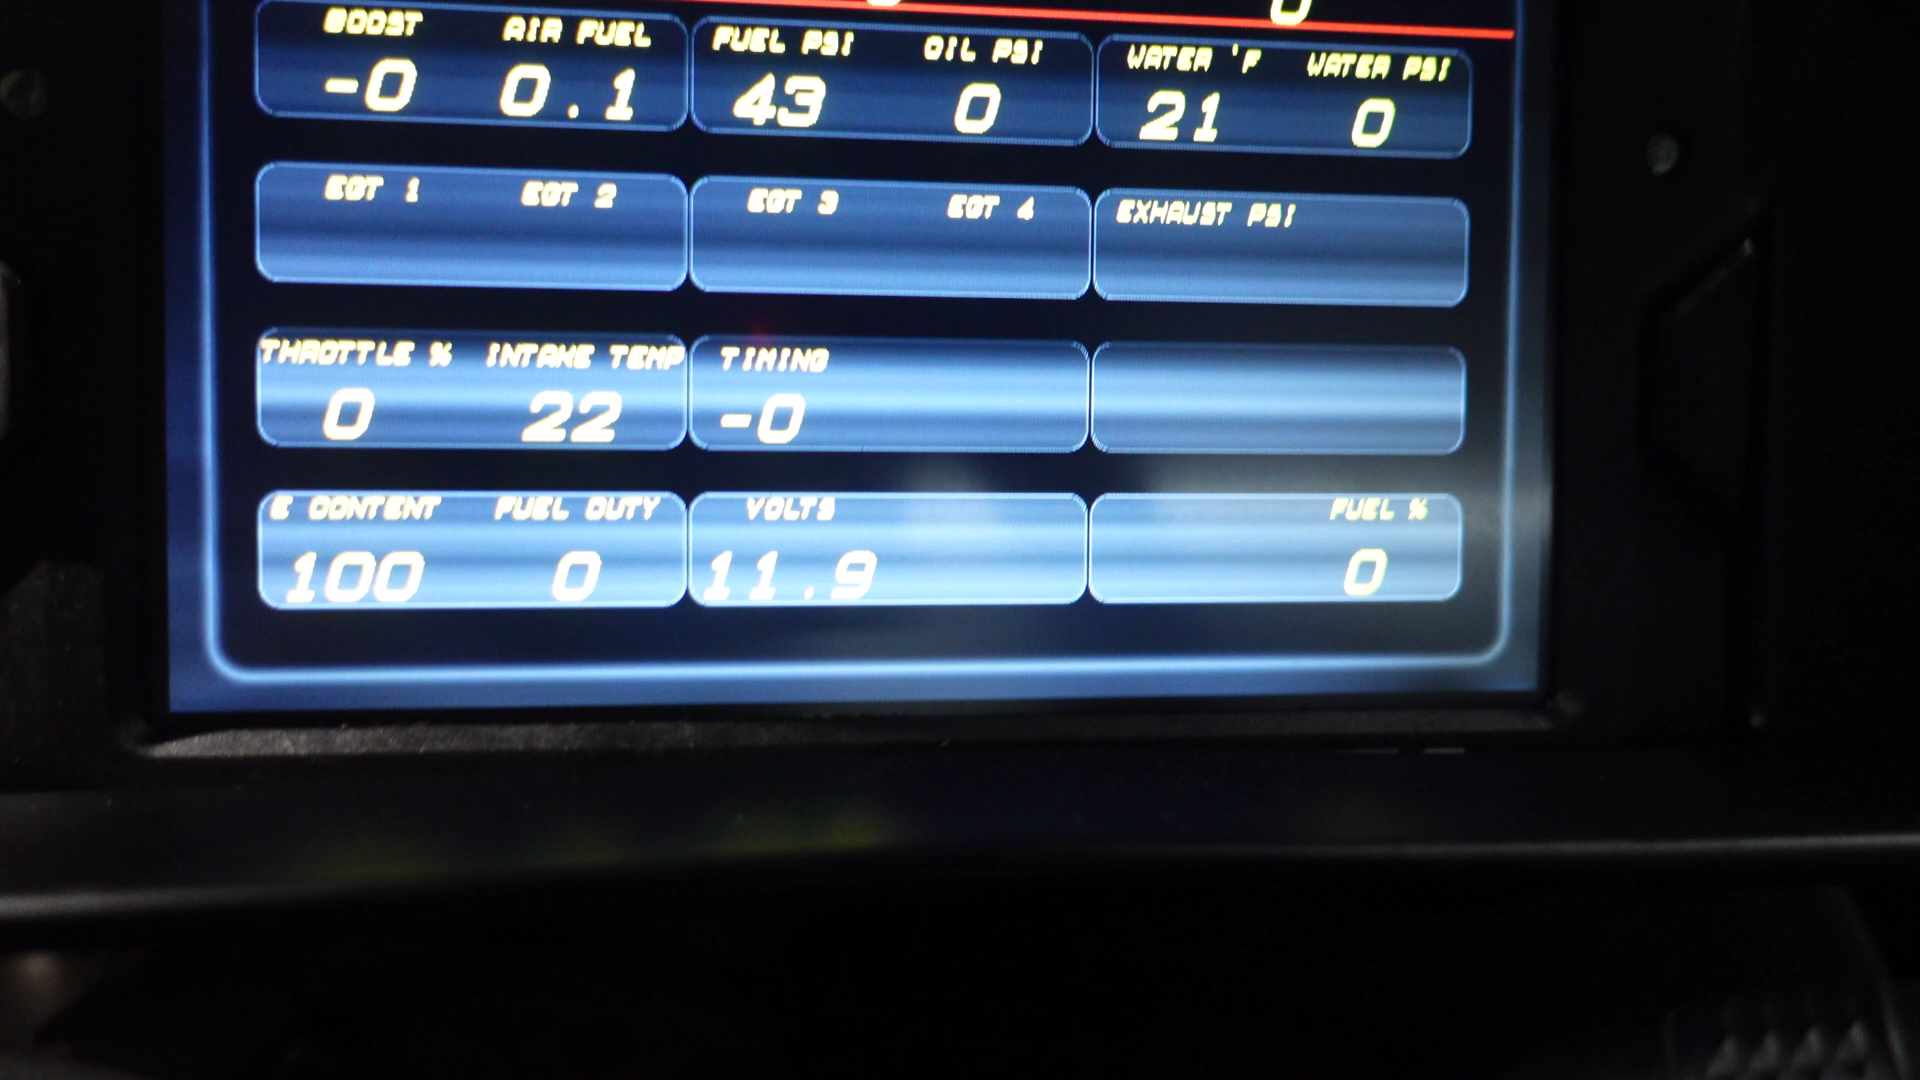 0
BOOST AIR FUEL FUEL PSI OIL PSI WATER °F WATER PSI
-0 0.1 43 0 21 0
EGT 1 EGT 2 EGT 3 EGT 4 EXHAUST PSI
THROTTLE % INTAKE TEMP TIMING
0 22 -0
E CONTENT FUEL DUTY VOLTS FUEL %
100 0 11.9 0